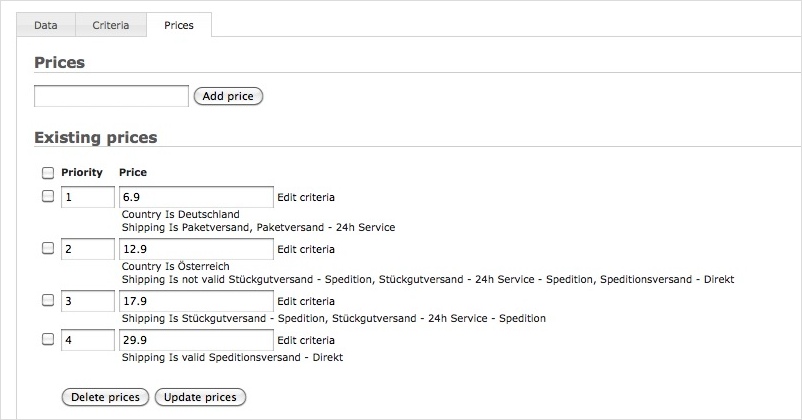 Data Criteria Prices
Prices
Add price
Existing prices
Priority Price
1 6.9 Edit criteria
Country Is Deutschland
Shipping Is Paketversand, Paketversand - 24h Service
2 12.9 Edit criteria
Country Is Österreich
Shipping Is not valid Stückgutversand - Spedition, Stückgutversand - 24h Service - Spedition, Speditionsversand - Direkt
3 17.9 Edit criteria
Shipping Is Stückgutversand - Spedition, Stückgutversand - 24h Service - Spedition
4 29.9 Edit criteria
Shipping Is valid Speditionsversand - Direkt
Delete prices Update prices